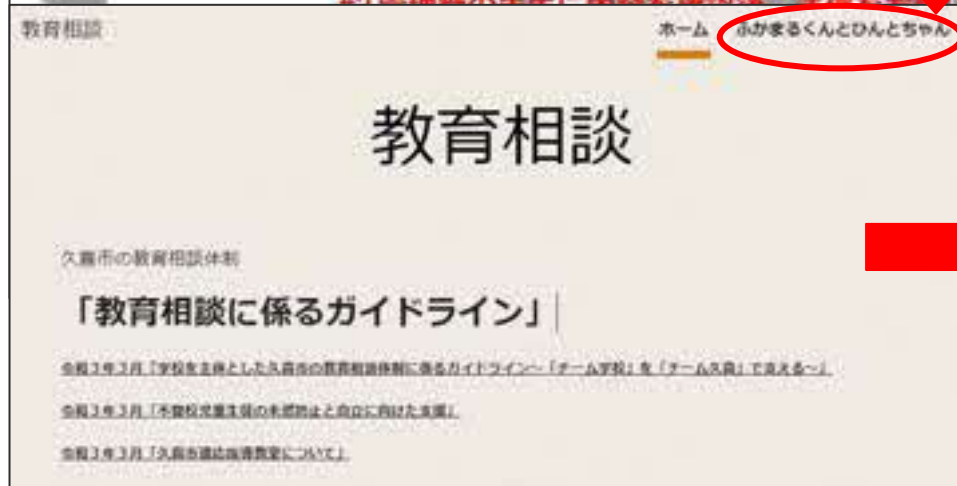 教育相談
ホーム ふかまるくんとひんとちゃん
教育相談
久喜市の教育相談体制
「教育相談に係るガイドライン」
令和3年3月「学校を主体とした久喜市の教育相談体制に係るガイドライン～「チーム学校」を「チーム久喜」で支える～」
令和3年3月「不登校児童生徒の未然防止と自立に向けた支援」
令和3年3月「久喜市適応指導教室について」